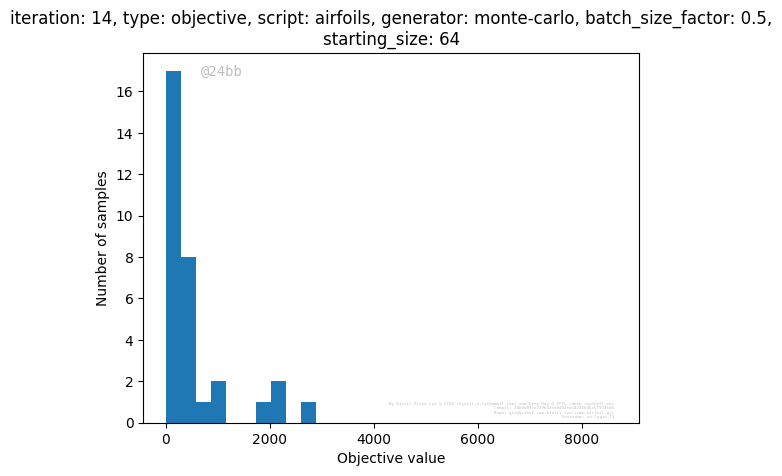 iteration: 14, type: objective, script: airfoils, generator: monte-carlo, batch_size_factor: 0.5,
starting_size: 64
@24bb
16
14
12
10
8
6
4
2
0
Number of samples
0
2000
4000
6000
8000
Objective value